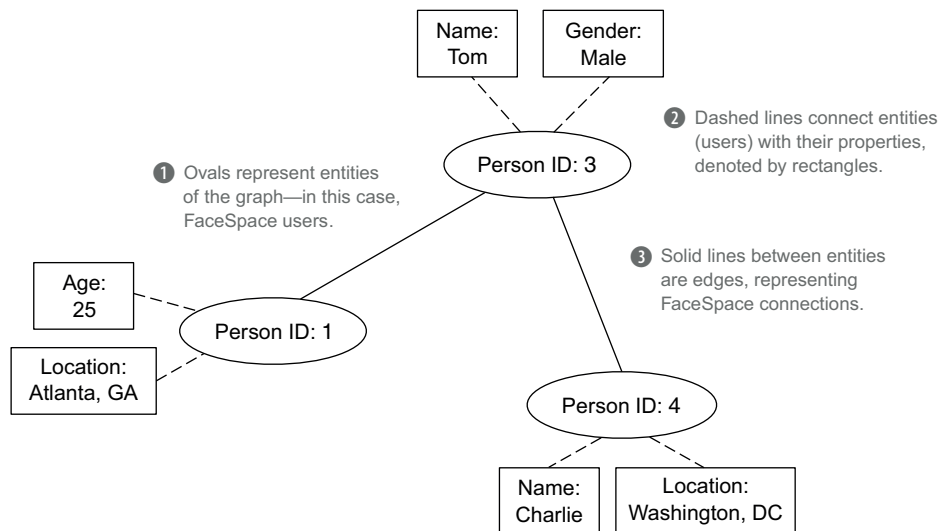 Name:
Tom
Gender:
Male
Person ID: 3
2 Dashed lines connect entities
(users) with their properties,
denoted by rectangles.
1 Ovals represent entities
of the graph—in this case,
FaceSpace users.
3 Solid lines between entities
are edges, representing
FaceSpace connections.
Age:
25
Person ID: 1
Location:
Atlanta, GA
Person ID: 4
Name:
Charlie
Location:
Washington, DC